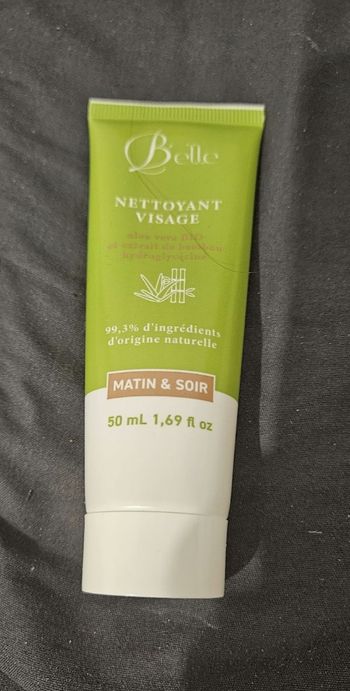 B'elle
NETTOYANT
VISAGE
aloe vera BIO
et extrait de bambou
hydroglycériné
99,3% d'ingrédients
d'origine naturelle
MATIN & SOIR
50 mL 1,69 fl oz